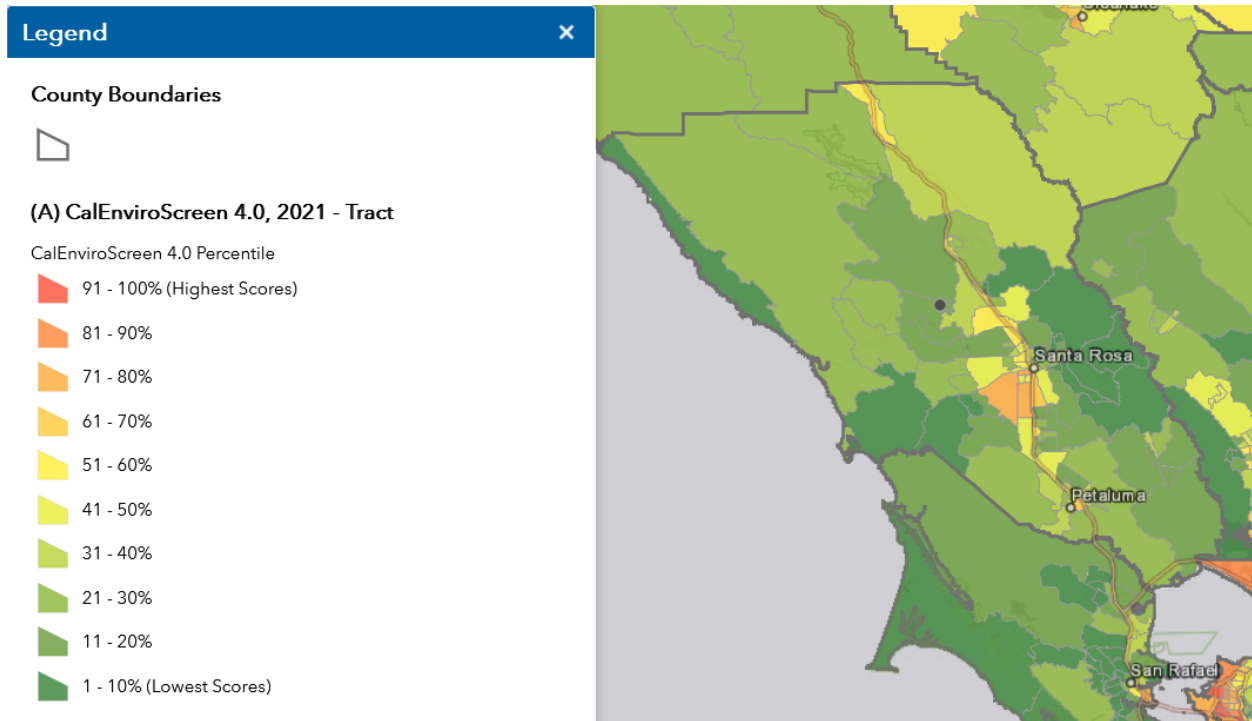 Legend
×
County Boundaries
(A) CalEnviroScreen 4.0, 2021 - Tract
CalEnviroScreen 4.0 Percentile
91 - 100% (Highest Scores)
81 - 90%
71 - 80%
61 - 70%
51 - 60%
41 - 50%
31 - 40%
21 - 30%
11 - 20%
1 - 10% (Lowest Scores)
Santa Rosa
Petaluma
San Rafael